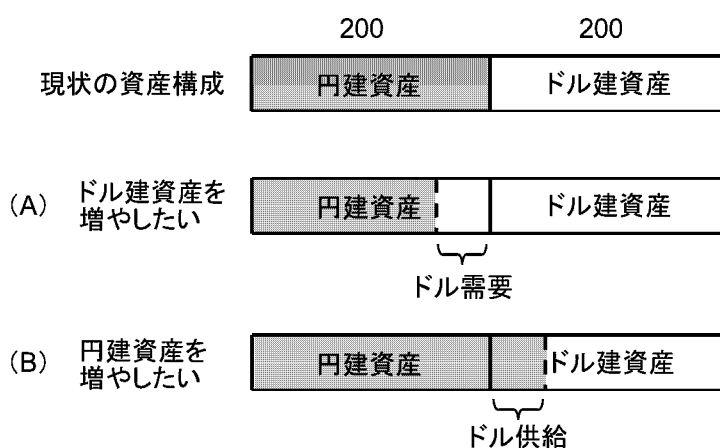 200 200
現状の資産構成 円建資産 ドル建資産
(A) ドル建資産を
増やしたい
円建資産 ドル建資産
ドル需要
(B) 円建資産を
増やしたい
円建資産 ドル建資産
ドル供給